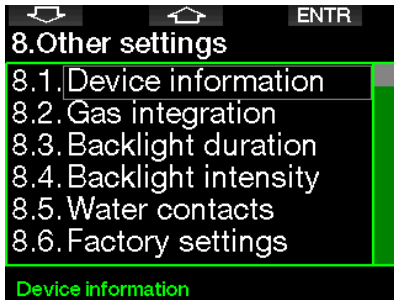 ENTR
8.Other settings
8.1.Device information
8.2.Gas integration
8.3.Backlight duration
8.4.Backlight intensity
8.5.Water contacts
8.6.Factory settings
Device information